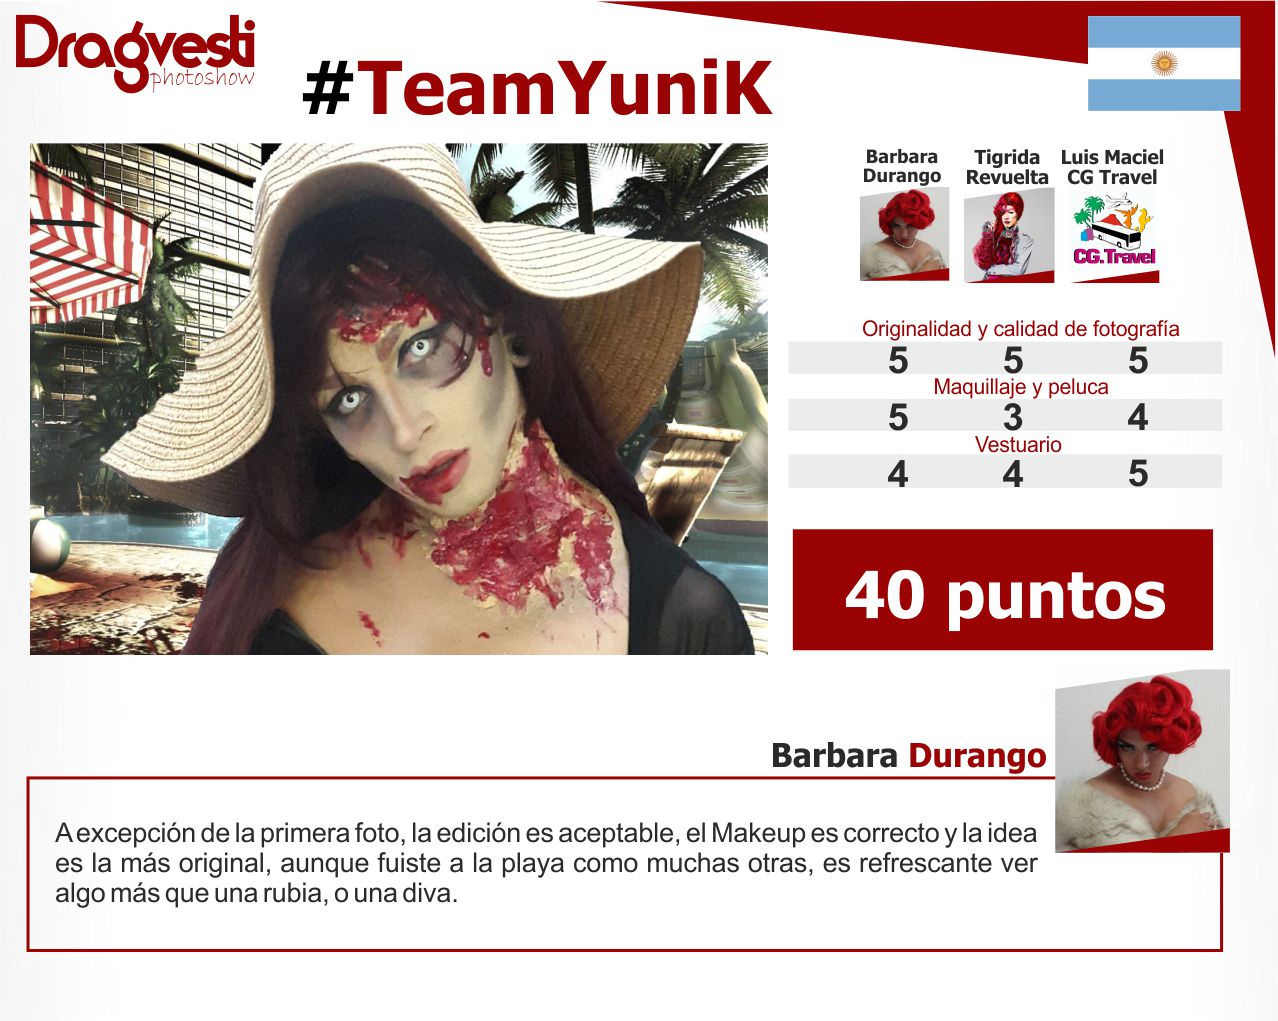 Dragvesti
photoshow
#TeamYuniK
Barbara Durango
Tigrida Revuelta
Luis Maciel CG Travel
CG.Travel
Originalidad y calidad de fotografía
5 5 5
Maquillaje y peluca
5 3 4
Vestuario
4 4 5
40 puntos
Barbara Durango
A excepción de la primera foto, la edición es aceptable, el Makeup es correcto y la idea
es la más original, aunque fuiste a la playa como muchas otras, es refrescante ver
algo más que una rubia, o una diva.